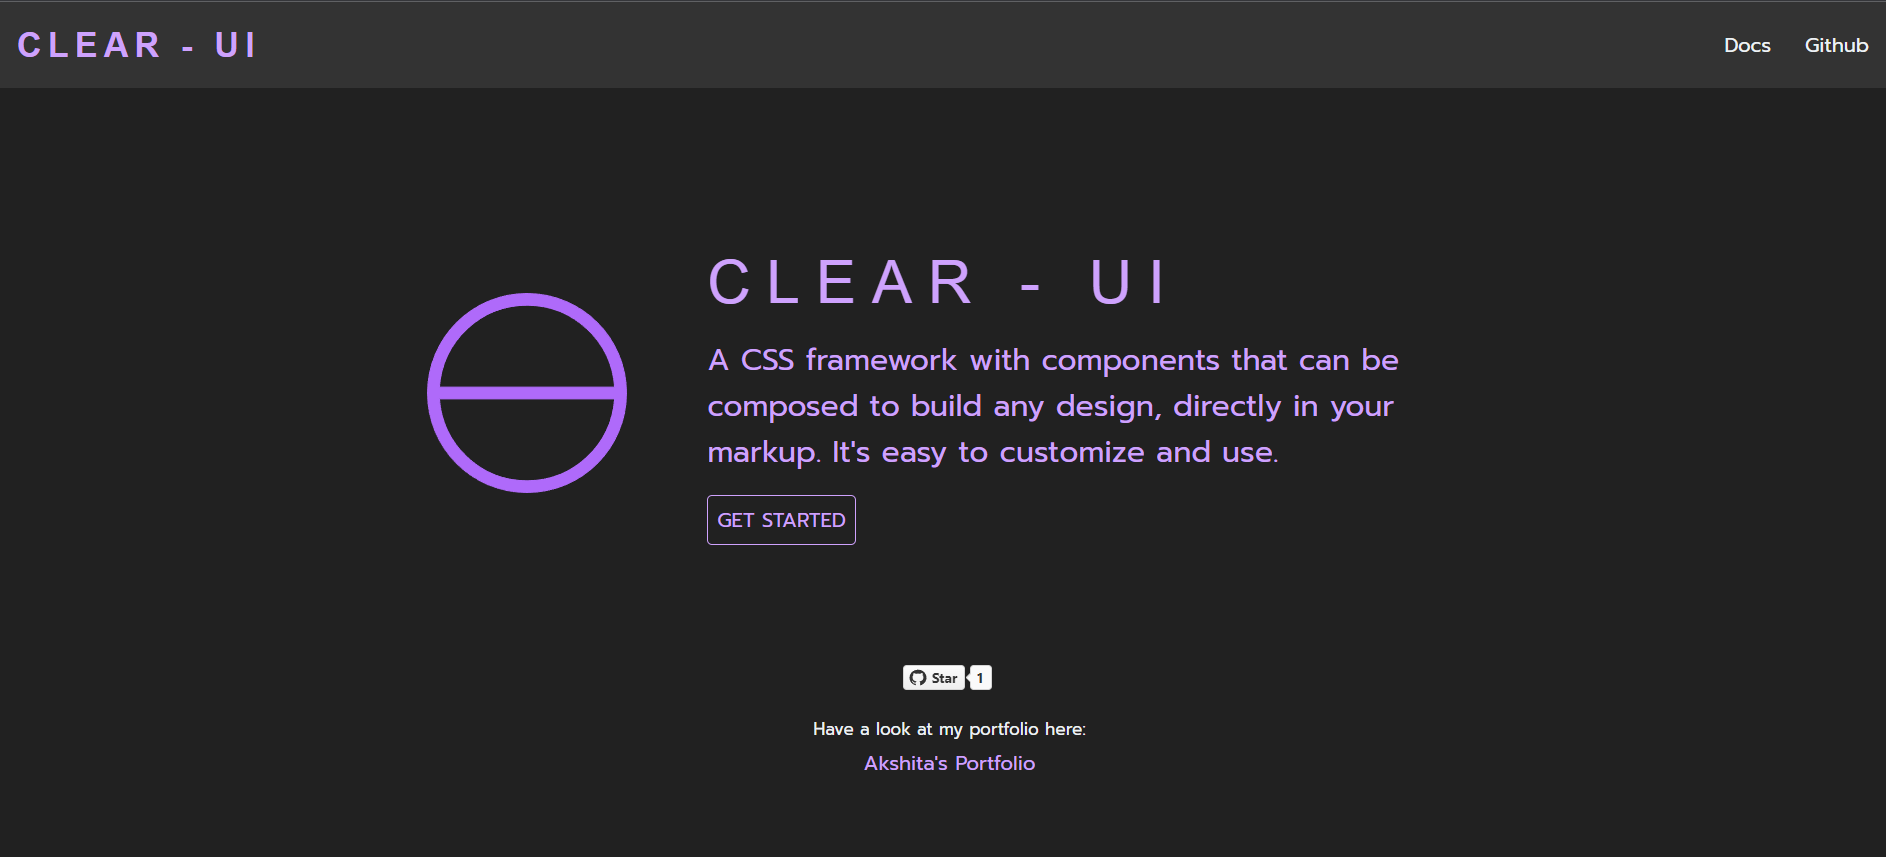 CLEAR - UI
Docs
Github
CLEAR - UI
A CSS framework with components that can be
composed to build any design, directly in your
markup. It's easy to customize and use.
GET STARTED
Star
1
Have a look at my portfolio here:
Akshita's Portfolio